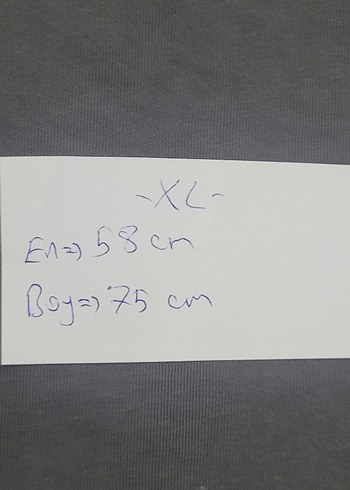 -XL-
En=> 58 cm
Boy=> 75 cm